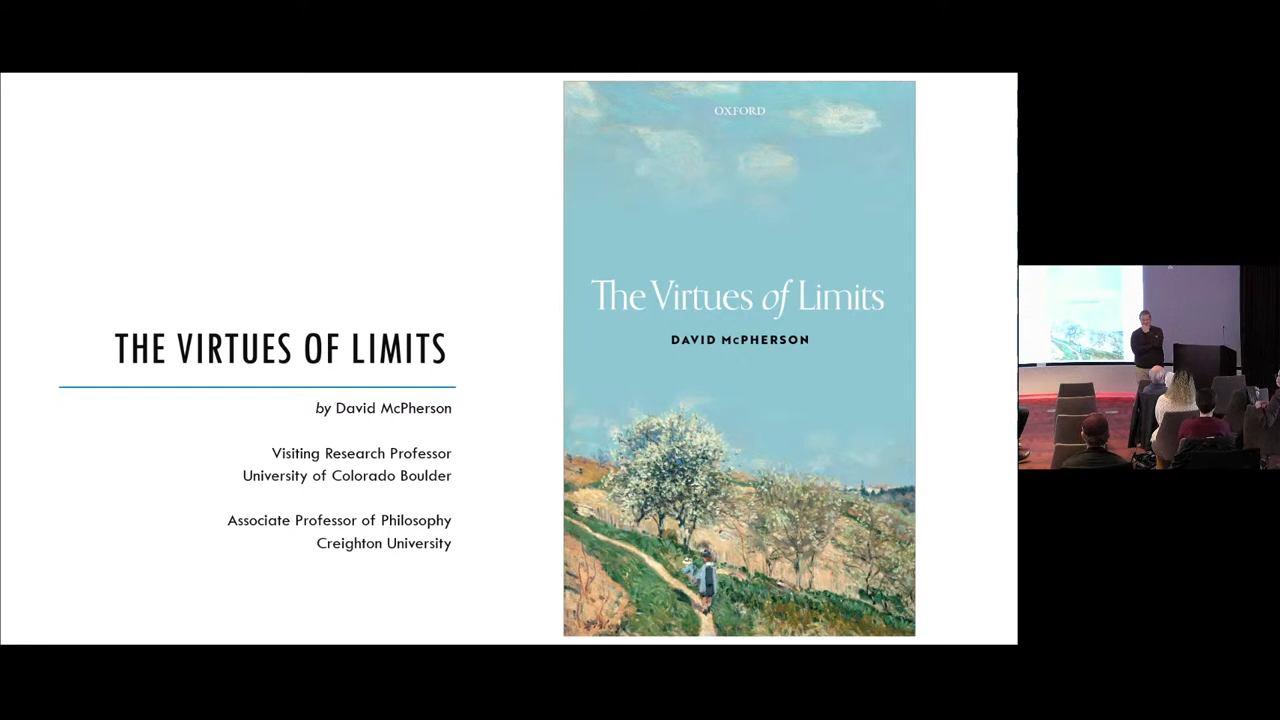 THE VIRTUES OF LIMITS
by David McPherson
Visiting Research Professor
University of Colorado Boulder
Associate Professor of Philosophy
Creighton University
OXFORD
The Virtues of Limits
DAVID McPHERSON